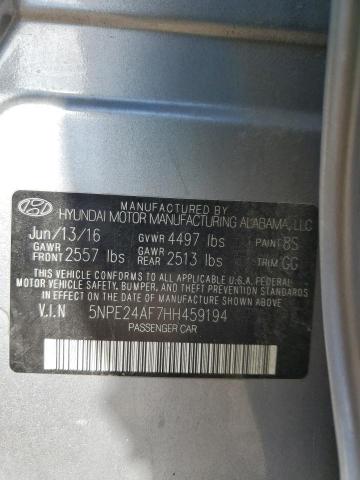 MANUFACTURED BY
HYUNDAI MOTOR MANUFACTURING ALABAMA, LLC
Jun/13/16 GVWR 4497 lbs PAINT 8S
GAWR FRONT 2557 lbs GAWR REAR 2513 lbs TRIM GG
THIS VEHICLE CONFORMS TO ALL APPLICABLE U.S.A. FEDERAL
MOTOR VEHICLE SAFETY, BUMPER, AND THEFT PREVENTION
STANDARDS IN EFFECT ON THE DATE OF MANUFACTURE SHOWN ABOVE.
V.I.N 5NPE24AF7HH459194
PASSENGER CAR